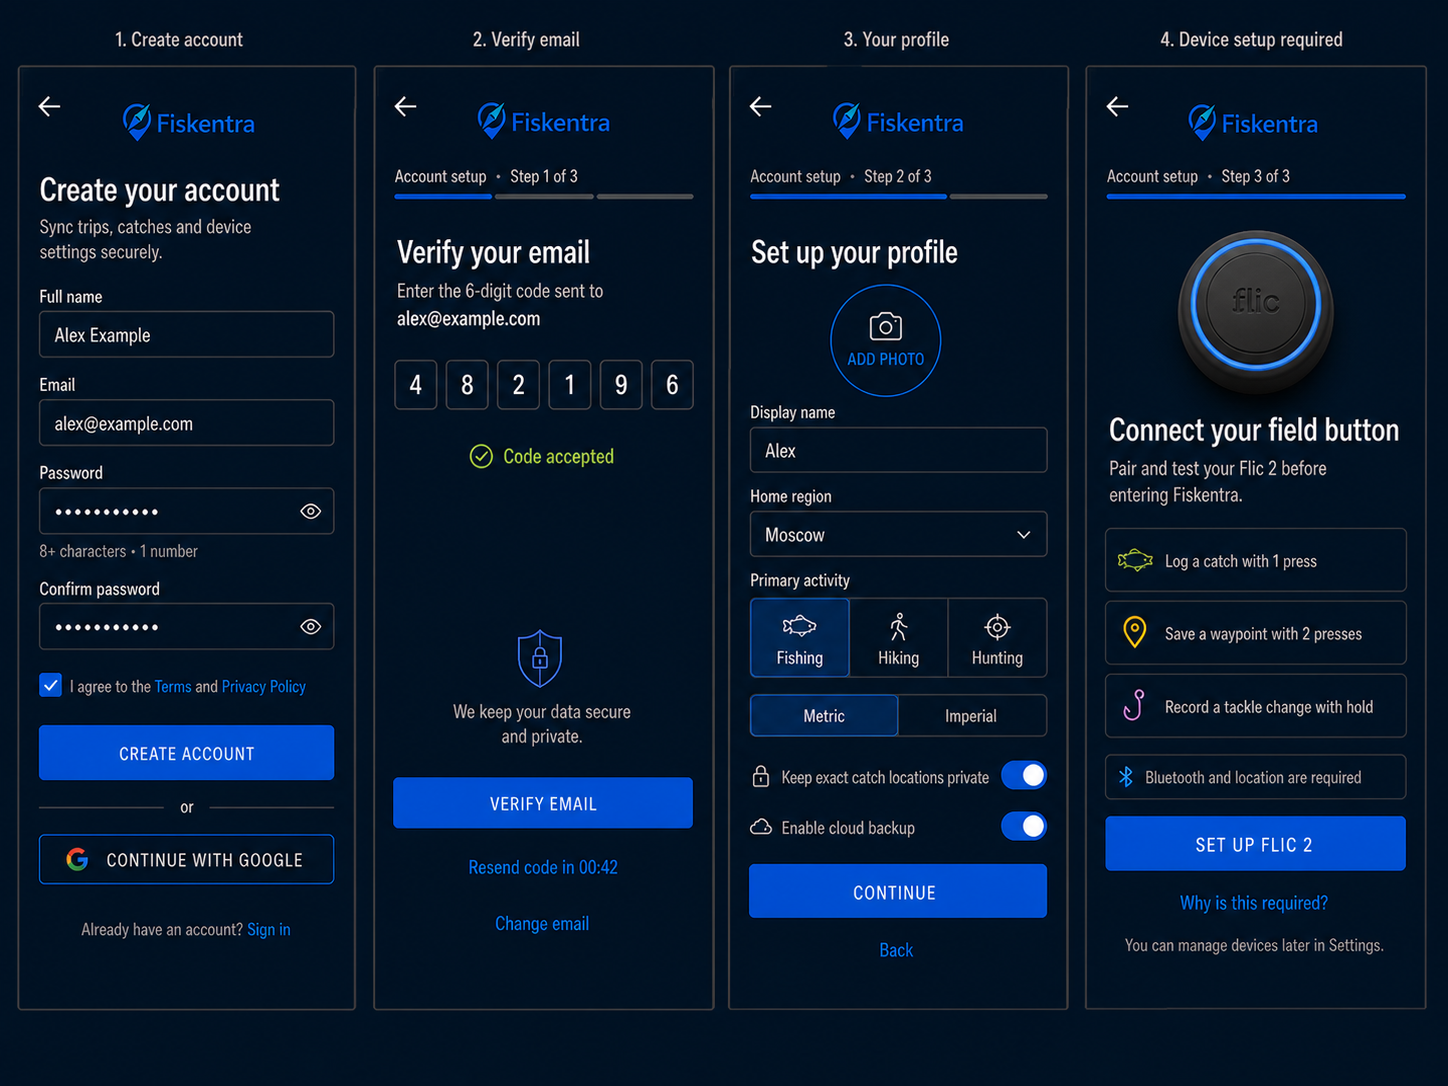 1. Create account
Fiskentra
Create your account
Sync trips, catches and device
settings securely.
Full name
Alex Example
Email
alex@example.com
Password
•••••••••••
8+ characters • 1 number
Confirm password
•••••••••••
I agree to the Terms and Privacy Policy
CREATE ACCOUNT
or
CONTINUE WITH GOOGLE
Already have an account? Sign in
2. Verify email
Fiskentra
Account setup • Step 1 of 3
Verify your email
Enter the 6-digit code sent to
alex@example.com
4 8 2 1 9 6
Code accepted
We keep your data secure
and private.
VERIFY EMAIL
Resend code in 00:42
Change email
3. Your profile
Fiskentra
Account setup • Step 2 of 3
Set up your profile
ADD PHOTO
Display name
Alex
Home region
Moscow
Primary activity
Fishing Hiking Hunting
Metric Imperial
Keep exact catch locations private
Enable cloud backup
CONTINUE
Back
4. Device setup required
Fiskentra
Account setup • Step 3 of 3
flic
Connect your field button
Pair and test your Flic 2 before
entering Fiskentra.
Log a catch with 1 press
Save a waypoint with 2 presses
Record a tackle change with hold
Bluetooth and location are required
SET UP FLIC 2
Why is this required?
You can manage devices later in Settings.